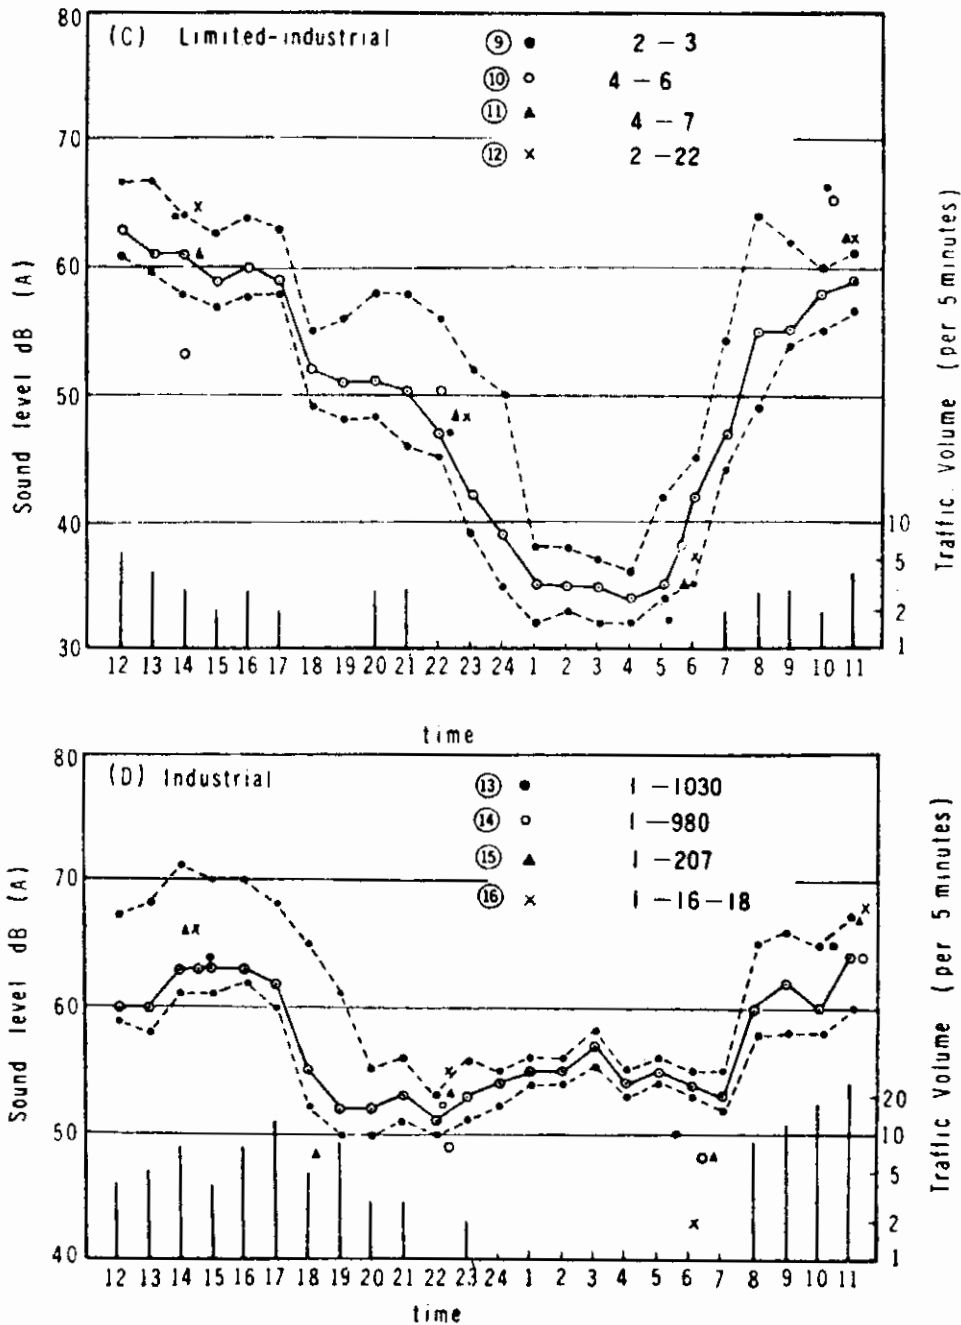 (C) Limited-industrial
⑨ ● 2 – 3
⑩ ○ 4 – 6
⑪ ▲ 4 – 7
⑫ × 2 – 22
80
70
60
50
40
30
Sound level dB (A)
10
5
2
1
Traffic Volume (per 5 minutes)
12 13 14 15 16 17 18 19 20 21 22 23 24 1 2 3 4 5 6 7 8 9 10 11
time
(D) Industrial
⑬ ● 1 – 1030
⑭ ○ 1 – 980
⑮ ▲ 1 – 207
⑯ × 1 – 16 – 18
80
70
60
50
40
Sound level dB (A)
20
10
5
2
1
Traffic Volume (per 5 minutes)
12 13 14 15 16 17 18 19 20 21 22 23 24 1 2 3 4 5 6 7 8 9 10 11
time